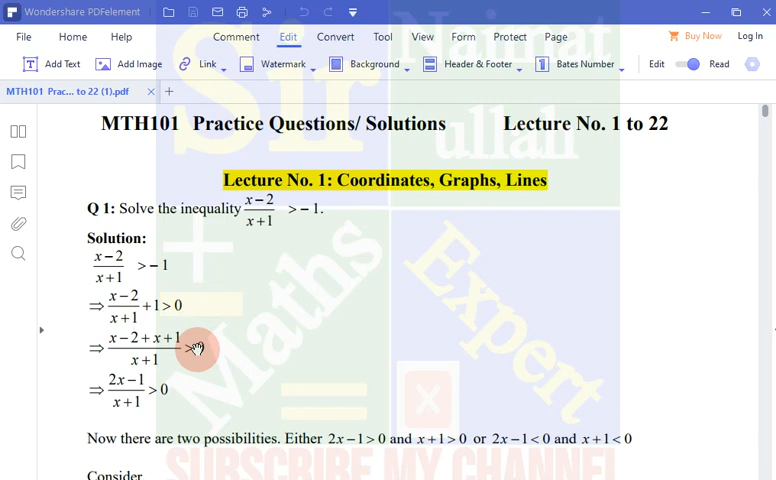 Wondershare PDFelement
File Home Help Comment Edit Convert Tool View Form Protect Page Buy Now Log In
Add Text Add Image Link Watermark Background Header & Footer Bates Number Edit Read
MTH101 Prac... to 22 (1).pdf
Sir Naimat ullah
MTH101 Practice Questions/ Solutions Lecture No. 1 to 22
Lecture No. 1: Coordinates, Graphs, Lines
Q 1: Solve the inequality (x−2)/(x+1) >−1.
Solution:
(x−2)/(x+1) >−1
⇒ (x−2)/(x+1) +1>0
⇒ (x−2+x+1)/(x+1) >0
⇒ (2x−1)/(x+1) >0
Maths Expert
Now there are two possibilities. Either 2x−1>0 and x+1>0 or 2x−1<0 and x+1<0
SUBSCRIBE MY CHANNEL
Consider